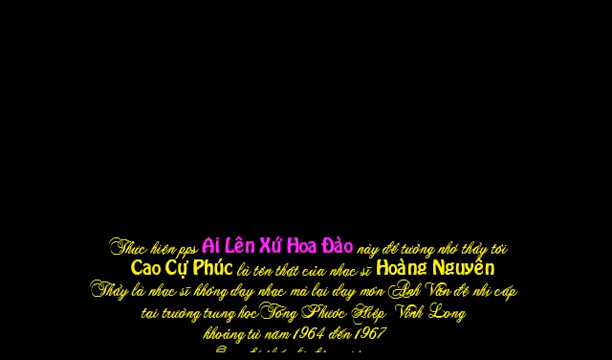 Thực hiện pps Ai Lên Xứ Hoa Đào này để tưởng nhớ thầy tôi
Cao Cự Phúc là tên thật của nhạc sĩ Hoàng Nguyên
Thầy là nhạc sĩ không dạy nhạc mà lại dạy môn Anh Văn đệ nhị cấp
tại trường trung học Tống Phước Hiệp Vĩnh Long
khoảng từ năm 1964 đến 1967